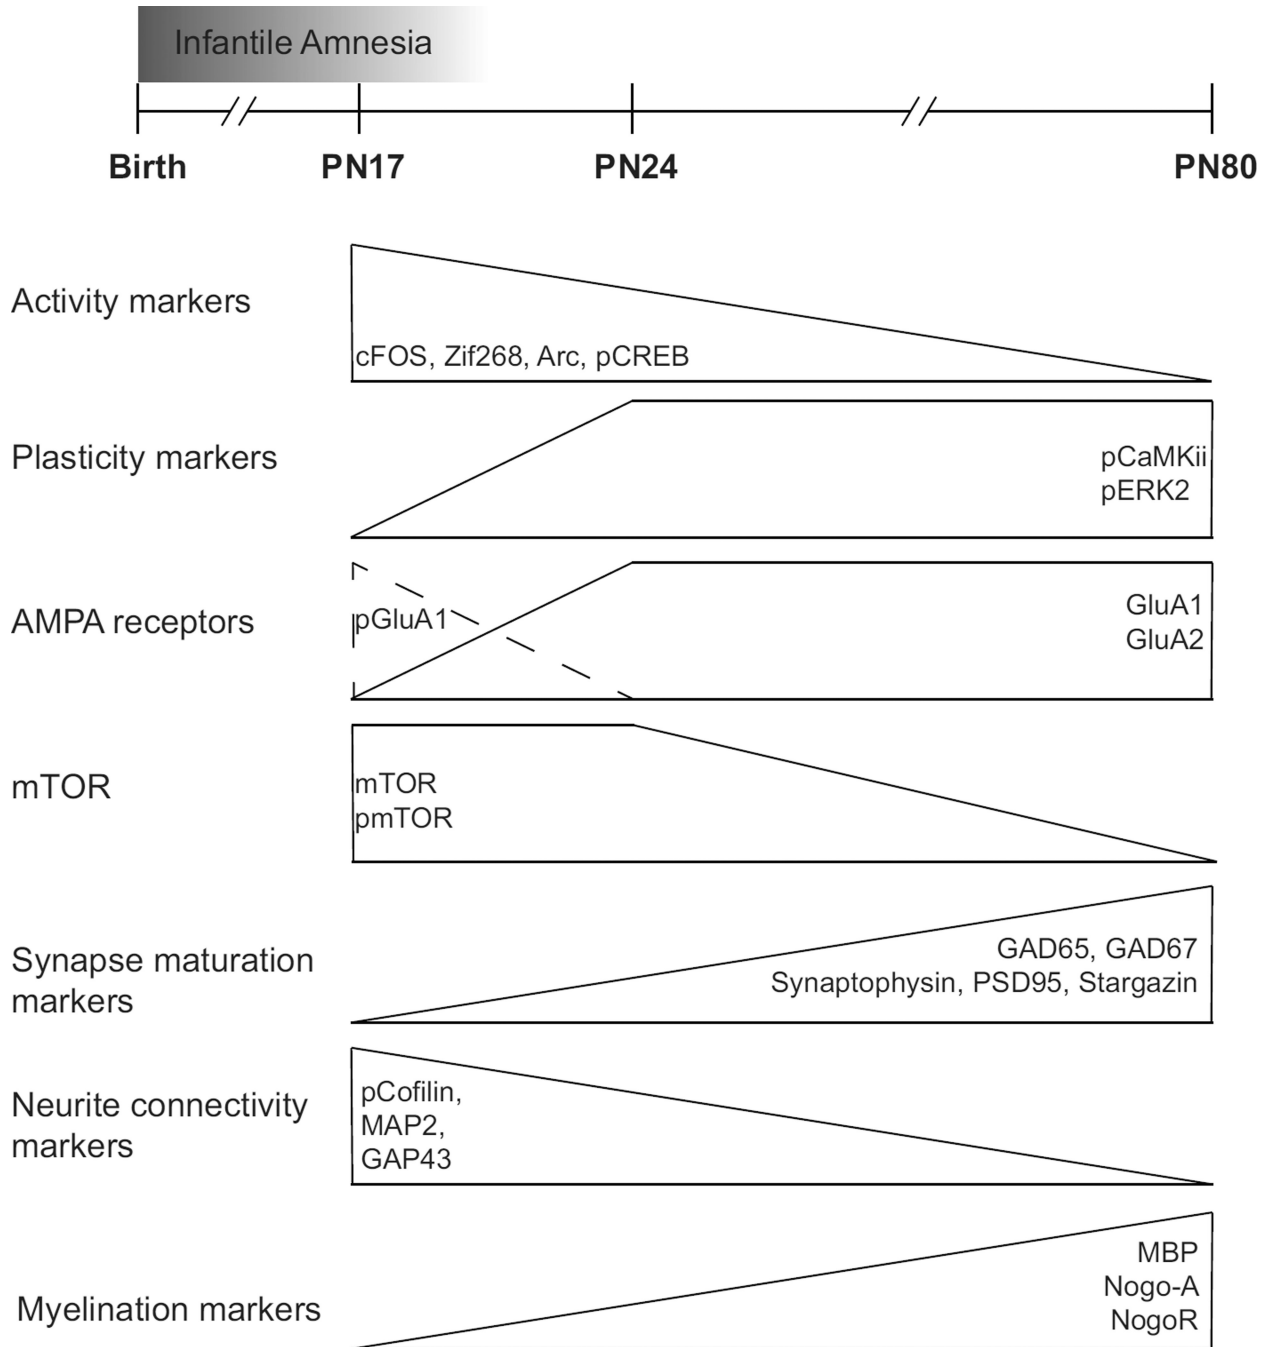 Infantile Amnesia
Birth
PN17
PN24
PN80
Activity markers
cFOS, Zif268, Arc, pCREB
Plasticity markers
pCaMKii
pERK2
AMPA receptors
pGluA1
GluA1
GluA2
mTOR
mTOR
pmTOR
Synapse maturation
markers
GAD65, GAD67
Synaptophysin, PSD95, Stargazin
Neurite connectivity
markers
pCofilin,
MAP2,
GAP43
Myelination markers
MBP
Nogo-A
NogoR